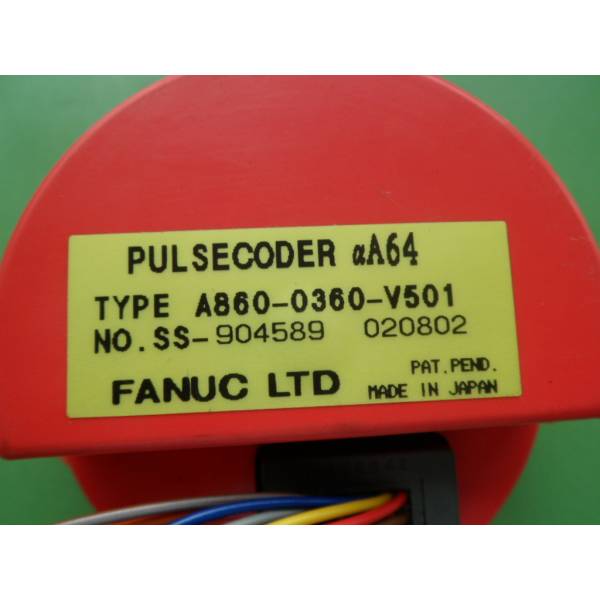 PULSECODER αA64
TYPE A860-0360-V501
NO.SS-904589 020802
PAT.PEND.
FANUC LTD MADE IN JAPAN